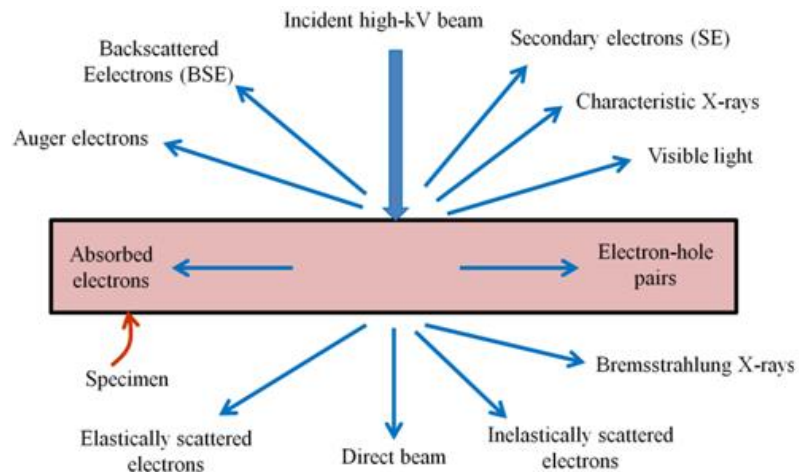 Incident high-kV beam
Backscattered
Eelectrons (BSE)
Secondary electrons (SE)
Characteristic X-rays
Auger electrons
Visible light
Absorbed
electrons
Electron-hole
pairs
Specimen
Bremsstrahlung X-rays
Elastically scattered
electrons
Direct beam
Inelastically scattered
electrons